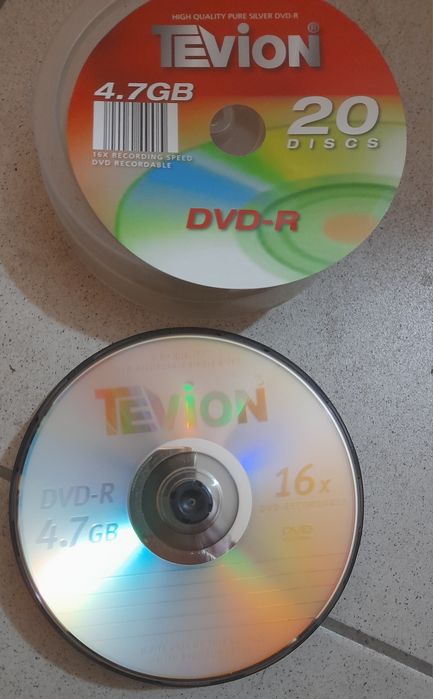 HIGH QUALITY PURE SILVER DVD-R
TEVION®
4.7GB
20
DISCS
16X RECORDING SPEED
DVD RECORDABLE
DVD-R
TEVION®
DVD-R
16x
4.7GB
DVD